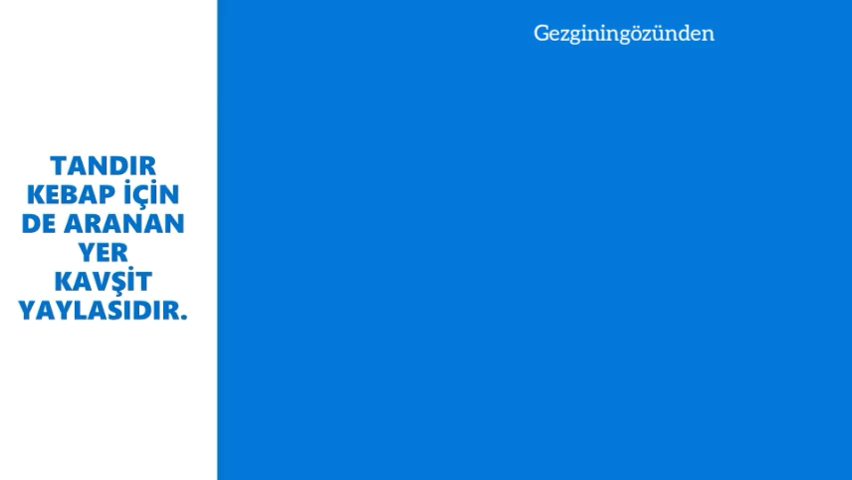 Gezginingözünden
TANDIR
KEBAP İÇİN
DE ARANAN
YER
KAVŞİT
YAYLASIDIR.